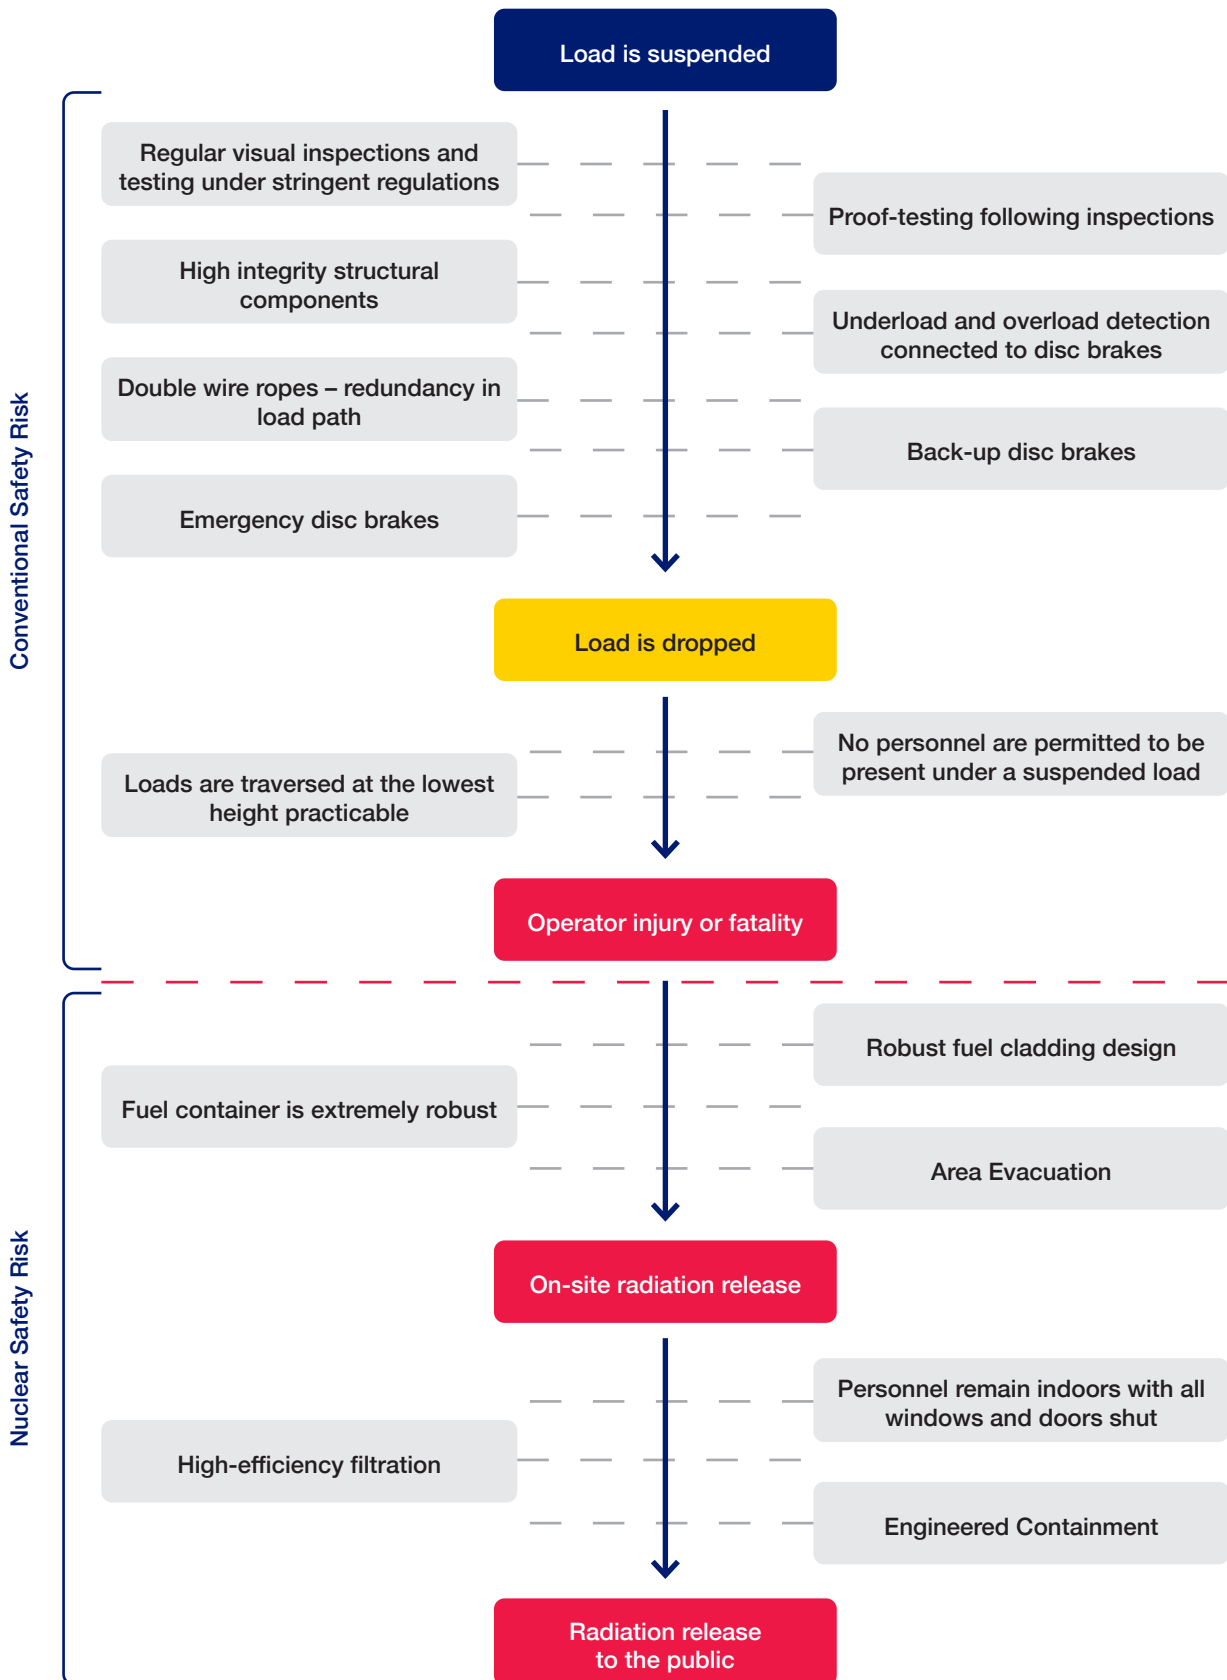 Load is suspended
Conventional Safety Risk
Regular visual inspections and
testing under stringent regulations
Proof-testing following inspections
High integrity structural
components
Underload and overload detection
connected to disc brakes
Double wire ropes – redundancy in
load path
Back-up disc brakes
Emergency disc brakes
Load is dropped
No personnel are permitted to be
present under a suspended load
Loads are traversed at the lowest
height practicable
Operator injury or fatality
Nuclear Safety Risk
Robust fuel cladding design
Fuel container is extremely robust
Area Evacuation
On-site radiation release
Personnel remain indoors with all
windows and doors shut
High-efficiency filtration
Engineered Containment
Radiation release
to the public